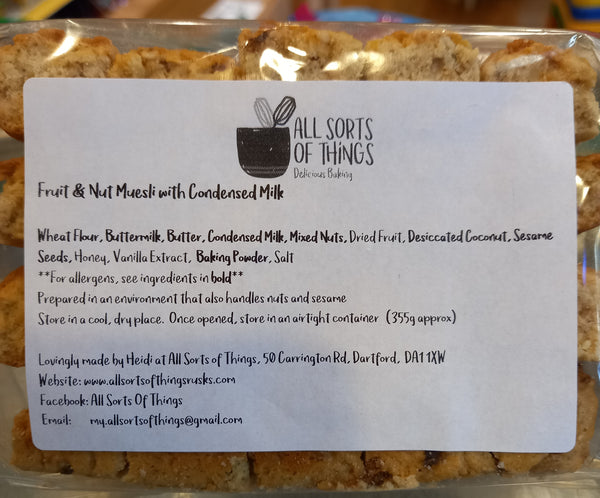 ALL SORTS
OF THINGS
Delicious Baking
Fruit & Nut Muesli with Condensed Milk
Wheat Flour, Buttermilk, Butter, Condensed Milk, Mixed Nuts, Dried Fruit, Desiccated Coconut, Sesame
Seeds, Honey, Vanilla Extract, Baking Powder, Salt
**For allergens, see ingredients in bold**
Prepared in an environment that also handles nuts and sesame
Store in a cool, dry place. Once opened, store in an airtight container (355g approx)
Lovingly made by Heidi at All Sorts of Things, 50 Carrington Rd, Dartford, DA1 1XW
Website: www.allsortsofthingsrusks.com
Facebook: All Sorts Of Things
Email: my.allsortsofthings@gmail.com